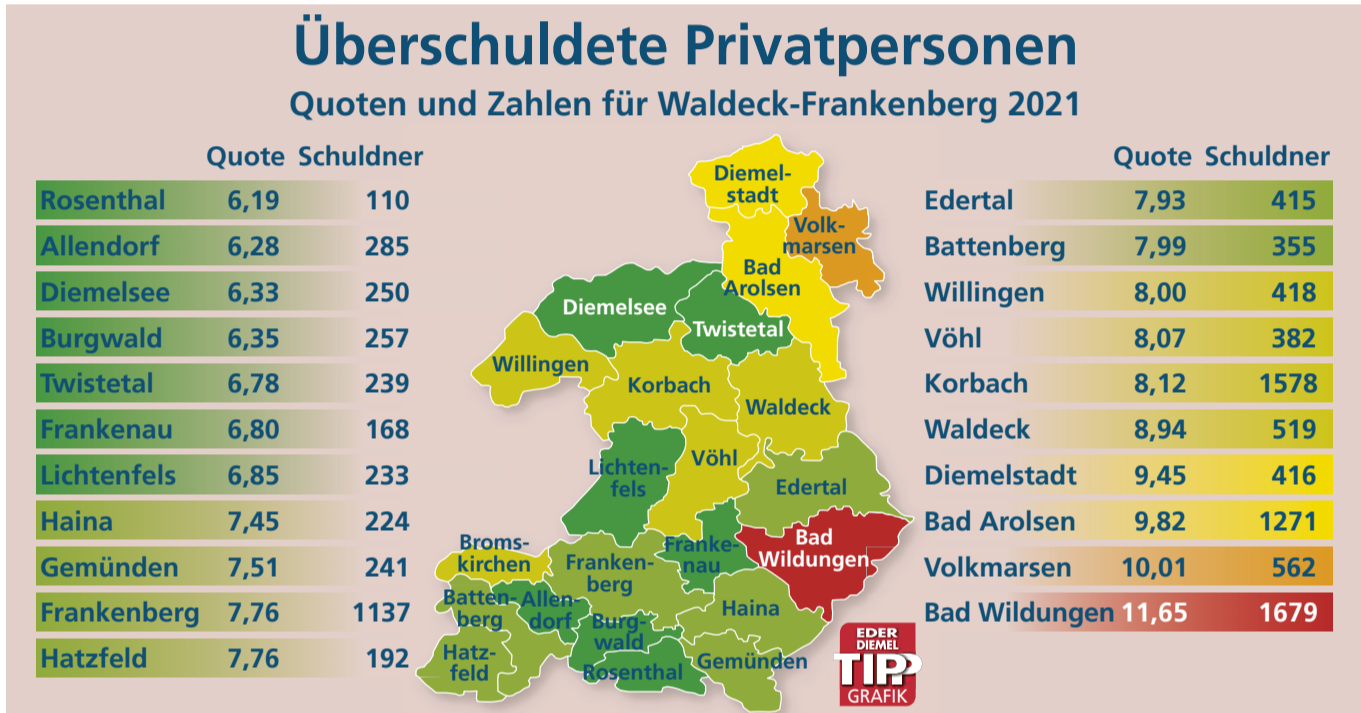 Überschuldete Privatpersonen
Quoten und Zahlen für Waldeck-Frankenberg 2021
Quote Schuldner
Rosenthal 6,19 110
Allendorf 6,28 285
Diemelsee 6,33 250
Burgwald 6,35 257
Twistetal 6,78 239
Frankenau 6,80 168
Lichtenfels 6,85 233
Haina 7,45 224
Gemünden 7,51 241
Frankenberg 7,76 1137
Hatzfeld 7,76 192
Diemel-
stadt
Volk-
marsen
Bad
Arolsen
Diemelsee
Twistetal
Willingen
Korbach
Waldeck
Lichten-
fels
Vöhl
Edertal
Broms-
kirchen
Franken-
berg
Franke-
nau
Bad
Wildungen
Batten-
berg
Allen-
dorf
Burg-
wald
Haina
Hatz-
feld
Rosenthal
Gemünden
EDER
DIEMEL
TIPP
GRAFIK
Quote Schuldner
Edertal 7,93 415
Battenberg 7,99 355
Willingen 8,00 418
Vöhl 8,07 382
Korbach 8,12 1578
Waldeck 8,94 519
Diemelstadt 9,45 416
Bad Arolsen 9,82 1271
Volkmarsen 10,01 562
Bad Wildungen 11,65 1679